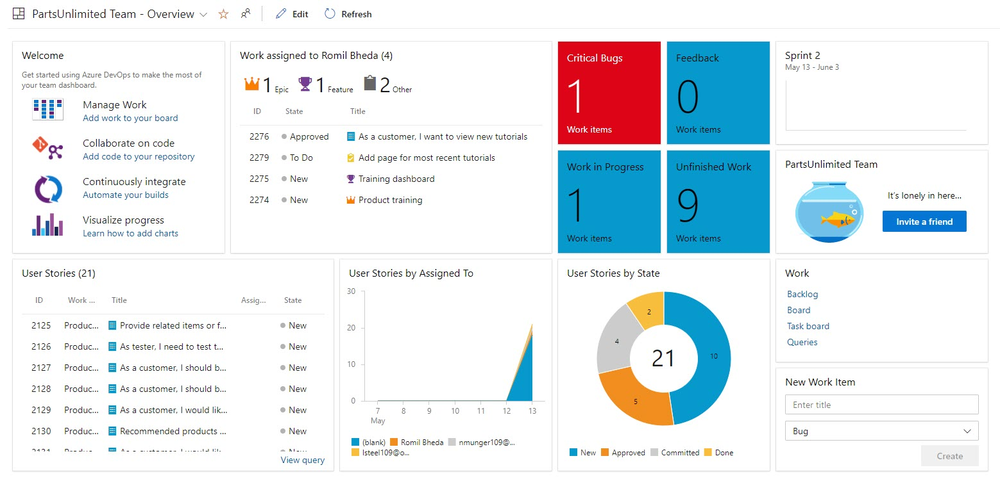 PartsUnlimited Team - Overview
Edit
Refresh
Welcome
Get started using Azure DevOps to make the most of
your team dashboard.
Manage Work
Add work to your board
Collaborate on code
Add code to your repository
Continuously integrate
Automate your builds
Visualize progress
Learn how to add charts
Work assigned to Romil Bheda (4)
1 Epic 1 Feature 2 Other
ID State Title
2276 Approved As a customer, I want to view new tutorials
2279 To Do Add page for most recent tutorials
2275 New Training dashboard
2274 New Product training
Critical Bugs
1
Work items
Feedback
0
Work items
Work in Progress
1
Work items
Unfinished Work
9
Work items
Sprint 2
May 13 - June 3
PartsUnlimited Team
It's lonely in here...
Invite a friend
User Stories (21)
ID Work ... Title Assig... State
2125 Produc... Provide related items or f... New
2126 Produc... As tester, I need to test t... New
2127 Produc... As a customer, I should b... New
2128 Produc... As a customer, I should b... New
2129 Produc... As a customer, I would lik... New
2130 Produc... Recommended products ... New
2131 Produc... As a customer, I would lik... New
View query
User Stories by Assigned To
30
20
10
0
7 8 9 10 11 12 13
May
(blank) Romil Bheda nmunger109@...
lsteel109@o...
User Stories by State
2
4
10
21
5
New Approved Committed Done
Work
Backlog
Board
Task board
Queries
New Work Item
Enter title
Bug
Create